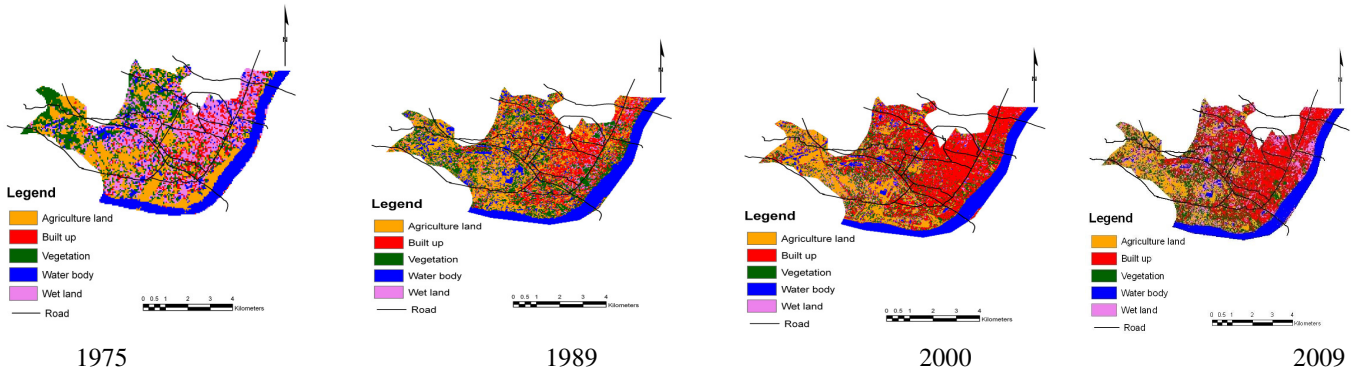 N
Legend
Agriculture land
Built up
Vegetation
Water body
Wet land
Road
0 0.5 1 2 3 4
Kilometers
1975
N
Legend
Agriculture land
Built up
Vegetation
Water body
Wet land
Road
0 0.5 1 2 3 4
Kilometers
1989
N
Legend
Agriculture land
Built up
Vegetation
Water body
Wet land
Road
0 0.5 1 2 3 4
Kilometers
2000
N
Legend
Agriculture land
Built up
Vegetation
Water body
Wet land
Road
0 0.5 1 2 3 4
Kilometers
2009